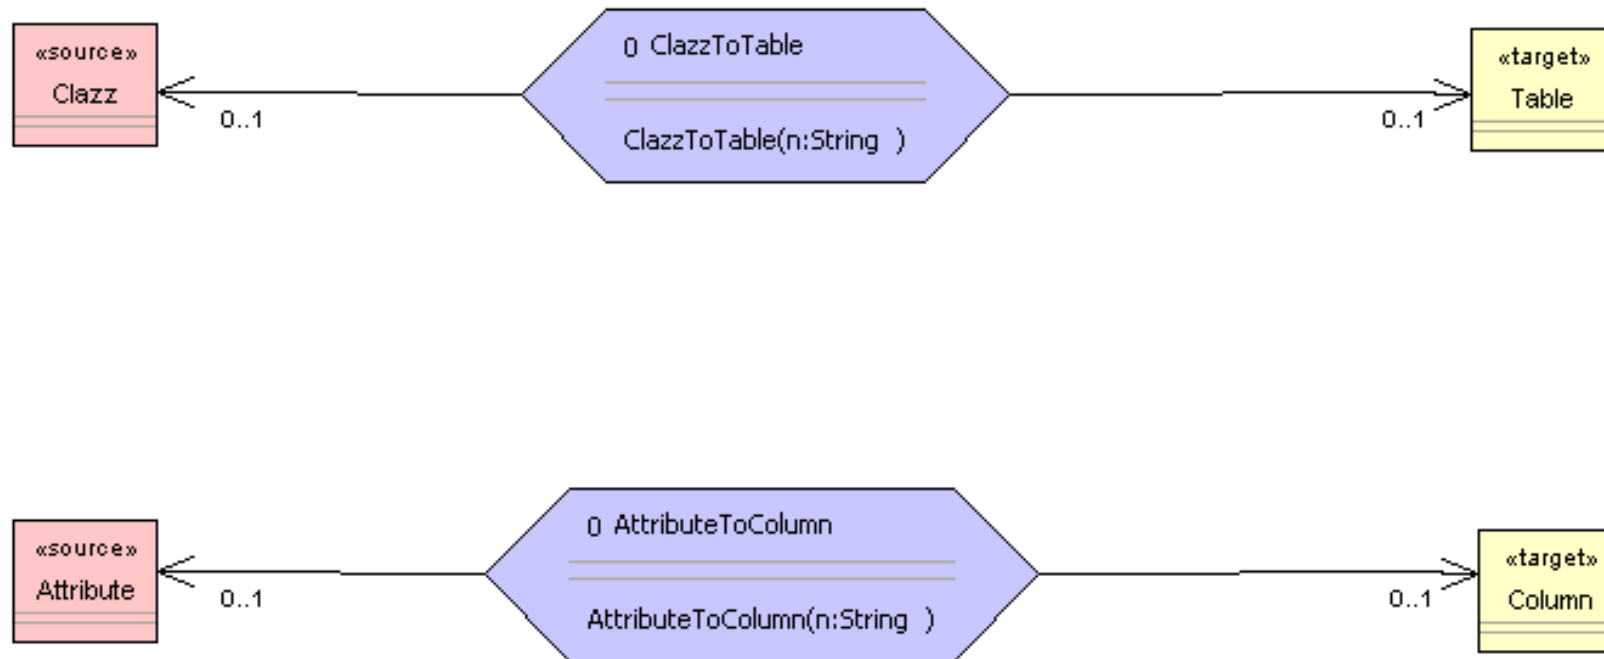 «source»
Clazz
0..1
0 ClazzToTable
ClazzToTable(n:String )
0..1
«target»
Table
«source»
Attribute
0..1
0 AttributeToColumn
AttributeToColumn(n:String )
0..1
«target»
Column